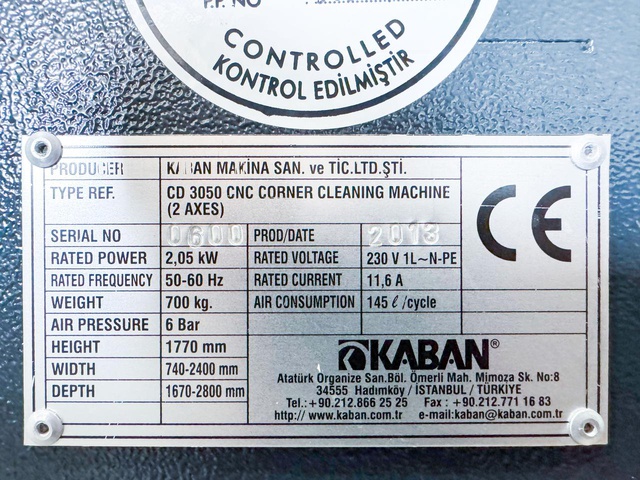 CONTROLLED
KONTROL EDİLMİŞTİR
PRODUCER KABAN MAKİNA SAN. ve TİC.LTD.ŞTİ.
TYPE REF. CD 3050 CNC CORNER CLEANING MACHINE
(2 AXES)
CE
SERIAL NO 0600 PROD/DATE 2013
RATED POWER 2,05 kW RATED VOLTAGE 230 V 1L~N-PE
RATED FREQUENCY 50-60 Hz RATED CURRENT 11,6 A
WEIGHT 700 kg. AIR CONSUMPTION 145 ℓ /cycle
AIR PRESSURE 6 Bar
HEIGHT 1770 mm
WIDTH 740-2400 mm
DEPTH 1670-2800 mm
KABAN®
Atatürk Organize San.Böl. Ömerli Mah. Mimoza Sk. No:8
34555 Hadımköy / İSTANBUL / TÜRKİYE
Tel.:+90.212.866 25 25 Fax : +90.212.771 16 83
http:// www.kaban.com.tr e-mail:kaban@kaban.com.tr